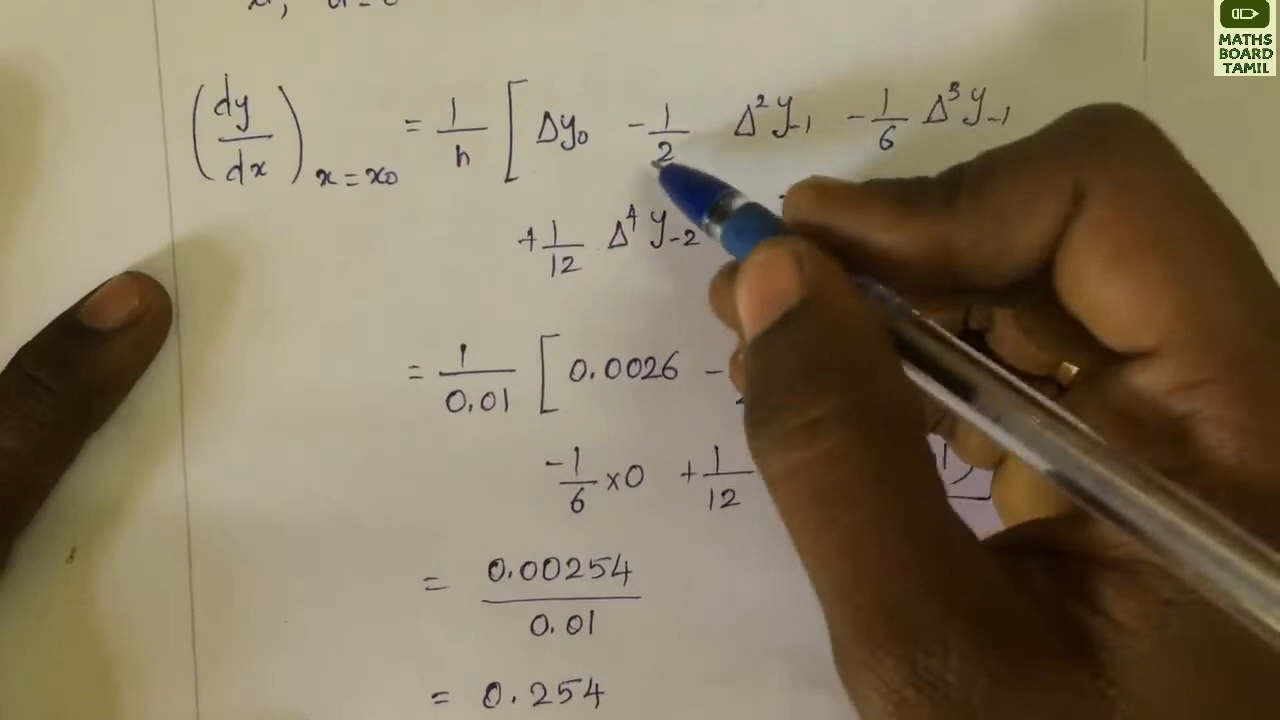 MATHS
BOARD
TAMIL
(dy/dx)x=x₀ = 1/h [ Δy₀ - 1/2 Δ²y₋₁ - 1/6 Δ³y₋₁
+ 1/12 Δ⁴y₋₂
= 1/0.01 [ 0.0026 -
-1/6 ×0 + 1/12
= 0.00254/0.01
= 0.254